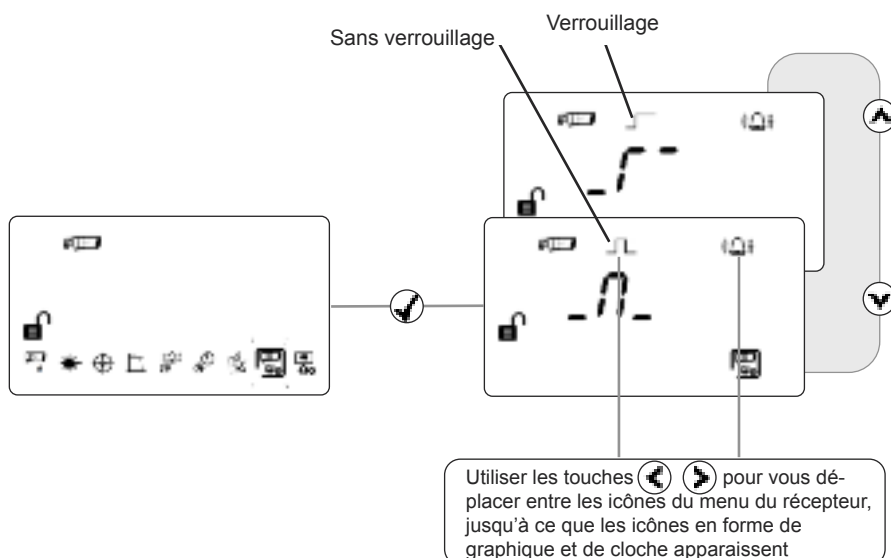 Verrouillage
Sans verrouillage
Utiliser les touches pour vous dé-
placer entre les icônes du menu du récepteur,
jusqu'à ce que les icônes en forme de
graphique et de cloche apparaissent